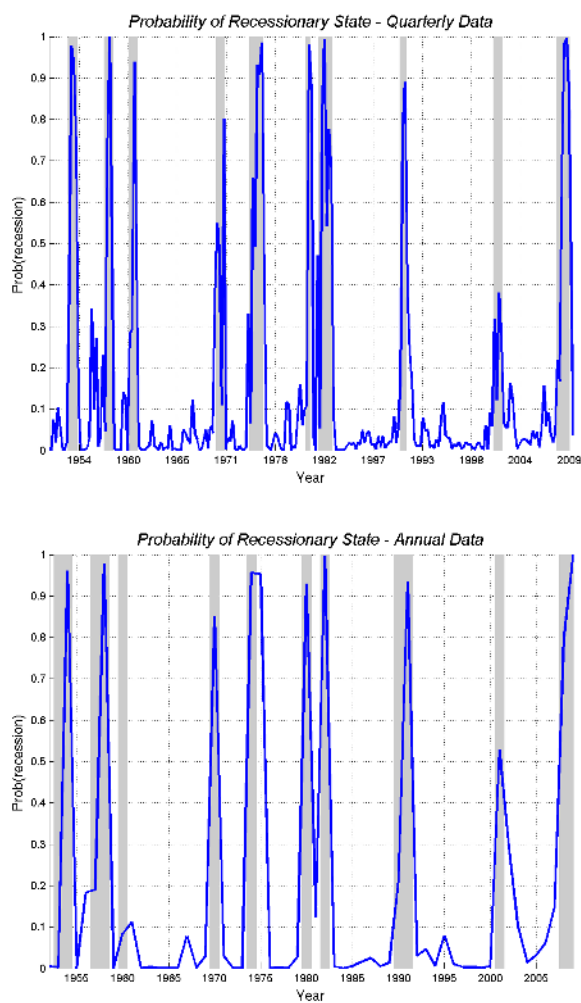 Probability of Recessionary State - Quarterly Data
1
0.9
0.8
0.7
0.6
0.5
0.4
0.3
0.2
0.1
0
Prob(recession)
1954 1960 1965 1971 1976 1982 1987 1993 1998 2004 2009
Year
Probability of Recessionary State - Annual Data
1
0.9
0.8
0.7
0.6
0.5
0.4
0.3
0.2
0.1
0
Prob(recession)
1955 1960 1965 1970 1975 1980 1985 1990 1995 2000 2005
Year